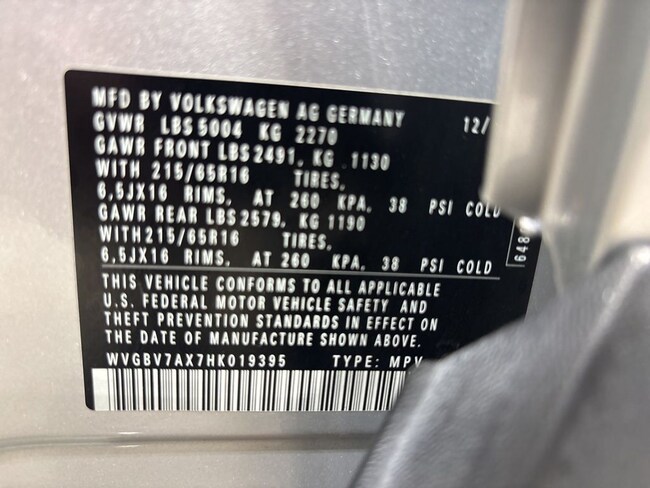 MFD BY VOLKSWAGEN AG GERMANY 12/
GVWR LBS 5004 KG 2270
GAWR FRONT LBS 2491, KG 1130
WITH 215/65R16 TIRES,
6,5JX16 RIMS, AT 260 KPA, 38 PSI COLD
GAWR REAR LBS 2579, KG 1190
WITH 215/65R16 TIRES,
6,5JX16 RIMS, AT 260 KPA, 38 PSI COLD
648
THIS VEHICLE CONFORMS TO ALL APPLICABLE
U.S. FEDERAL MOTOR VEHICLE SAFETY AND
THEFT PREVENTION STANDARDS IN EFFECT ON
THE DATE OF MANUFACTURE SHOWN ABOVE.
WVGBV7AX7HK019395 TYPE: MPV